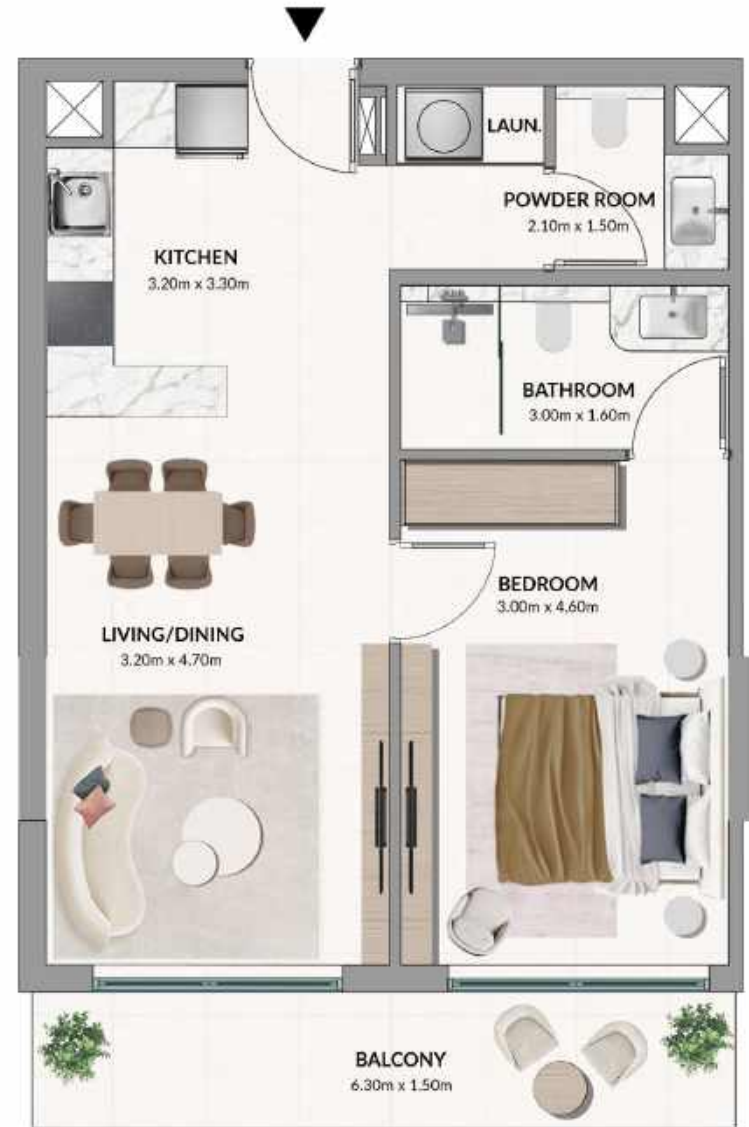 LAUN.
POWDER ROOM
2.10m x 1.50m
KITCHEN
3.20m x 3.30m
BATHROOM
3.00m x 1.60m
BEDROOM
3.00m x 4.60m
LIVING/DINING
3.20m x 4.70m
BALCONY
6.30m x 1.50m